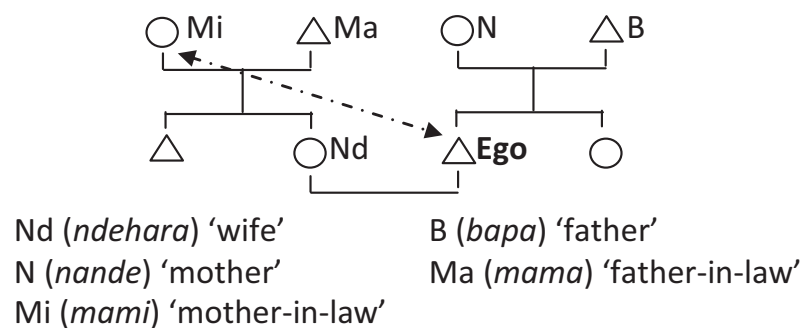 Mi Ma N B
Nd Ego
Nd (ndehara) ‘wife’ B (bapa) ‘father’
N (nande) ‘mother’ Ma (mama) ‘father-in-law’
Mi (mami) ‘mother-in-law’